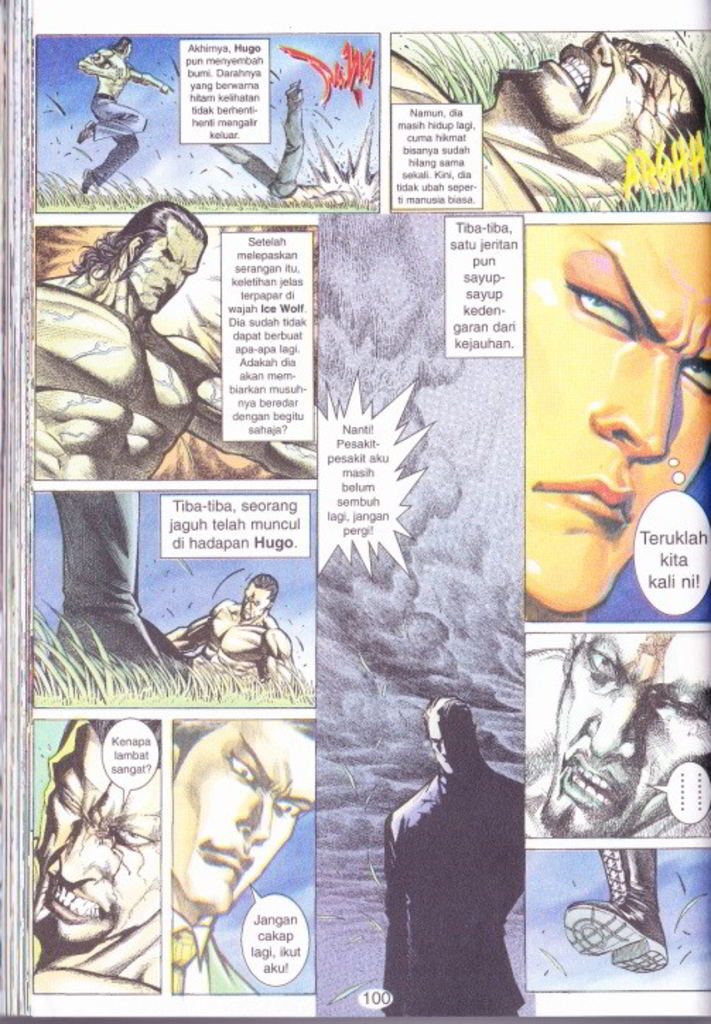 Akhirnya, Hugo
pun menyembah
bumi. Darahnya
yang berwarna
hitam kelihatan
tidak berhenti-
henti mengalir
keluar.
Namun, dia
masih hidup lagi,
cuma hikmat
bisanya sudah
hilang sama
sekali. Kini, dia
tidak ubah seper-
ti manusia biasa.
ARGHH
Setelah
melepaskan
serangan itu,
keletihan jelas
terpapar di
wajah Ice Wolf.
Dia sudah tidak
dapat berbuat
apa-apa lagi.
Adakah dia
akan mem-
biarkan musuh-
nya beredar
dengan begitu
sahaja?
Tiba-tiba,
satu jeritan
pun
sayup-
sayup
keden-
garan dari
kejauhan.
Nanti!
Pesakit-
pesakit aku
masih
belum
sembuh
lagi, jangan
pergi!
Teruklah
kita
kali ni!
Tiba-tiba, seorang
jaguh telah muncul
di hadapan Hugo.
Kenapa
lambat
sangat?
Jangan
cakap
lagi, ikut
aku!
100